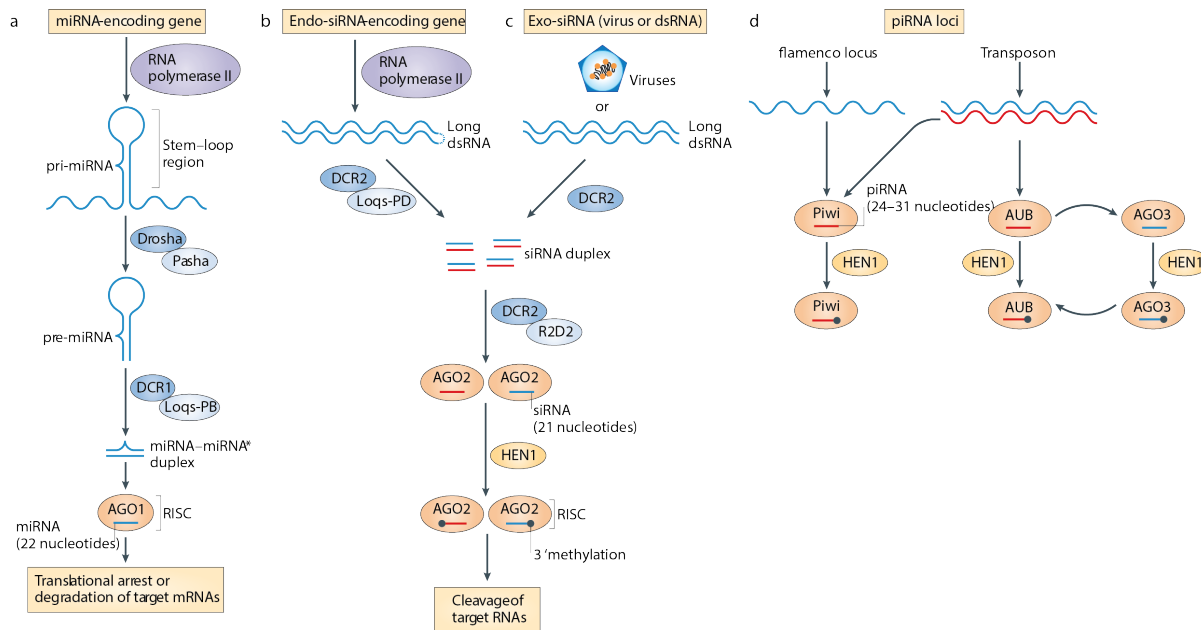 a
miRNA-encoding gene
RNA
polymerase II
Stem–loop
region
pri-miRNA
Drosha
Pasha
pre-miRNA
DCR1
Loqs-PB
miRNA–miRNA*
duplex
AGO1
RISC
miRNA
(22 nucleotides)
Translational arrest or
degradation of target mRNAs
b
Endo-siRNA-encoding gene
RNA
polymerase II
Long
dsRNA
DCR2
Loqs-PD
c
Exo-siRNA (virus or dsRNA)
Viruses
or
Long
dsRNA
DCR2
siRNA duplex
DCR2
R2D2
AGO2
AGO2
siRNA
(21 nucleotides)
HEN1
AGO2
AGO2
RISC
3′methylation
Cleavageof
target RNAs
d
piRNA loci
flamenco locus
Transposon
piRNA
(24–31 nucleotides)
Piwi
AUB
AGO3
HEN1
HEN1
HEN1
Piwi
AUB
AGO3